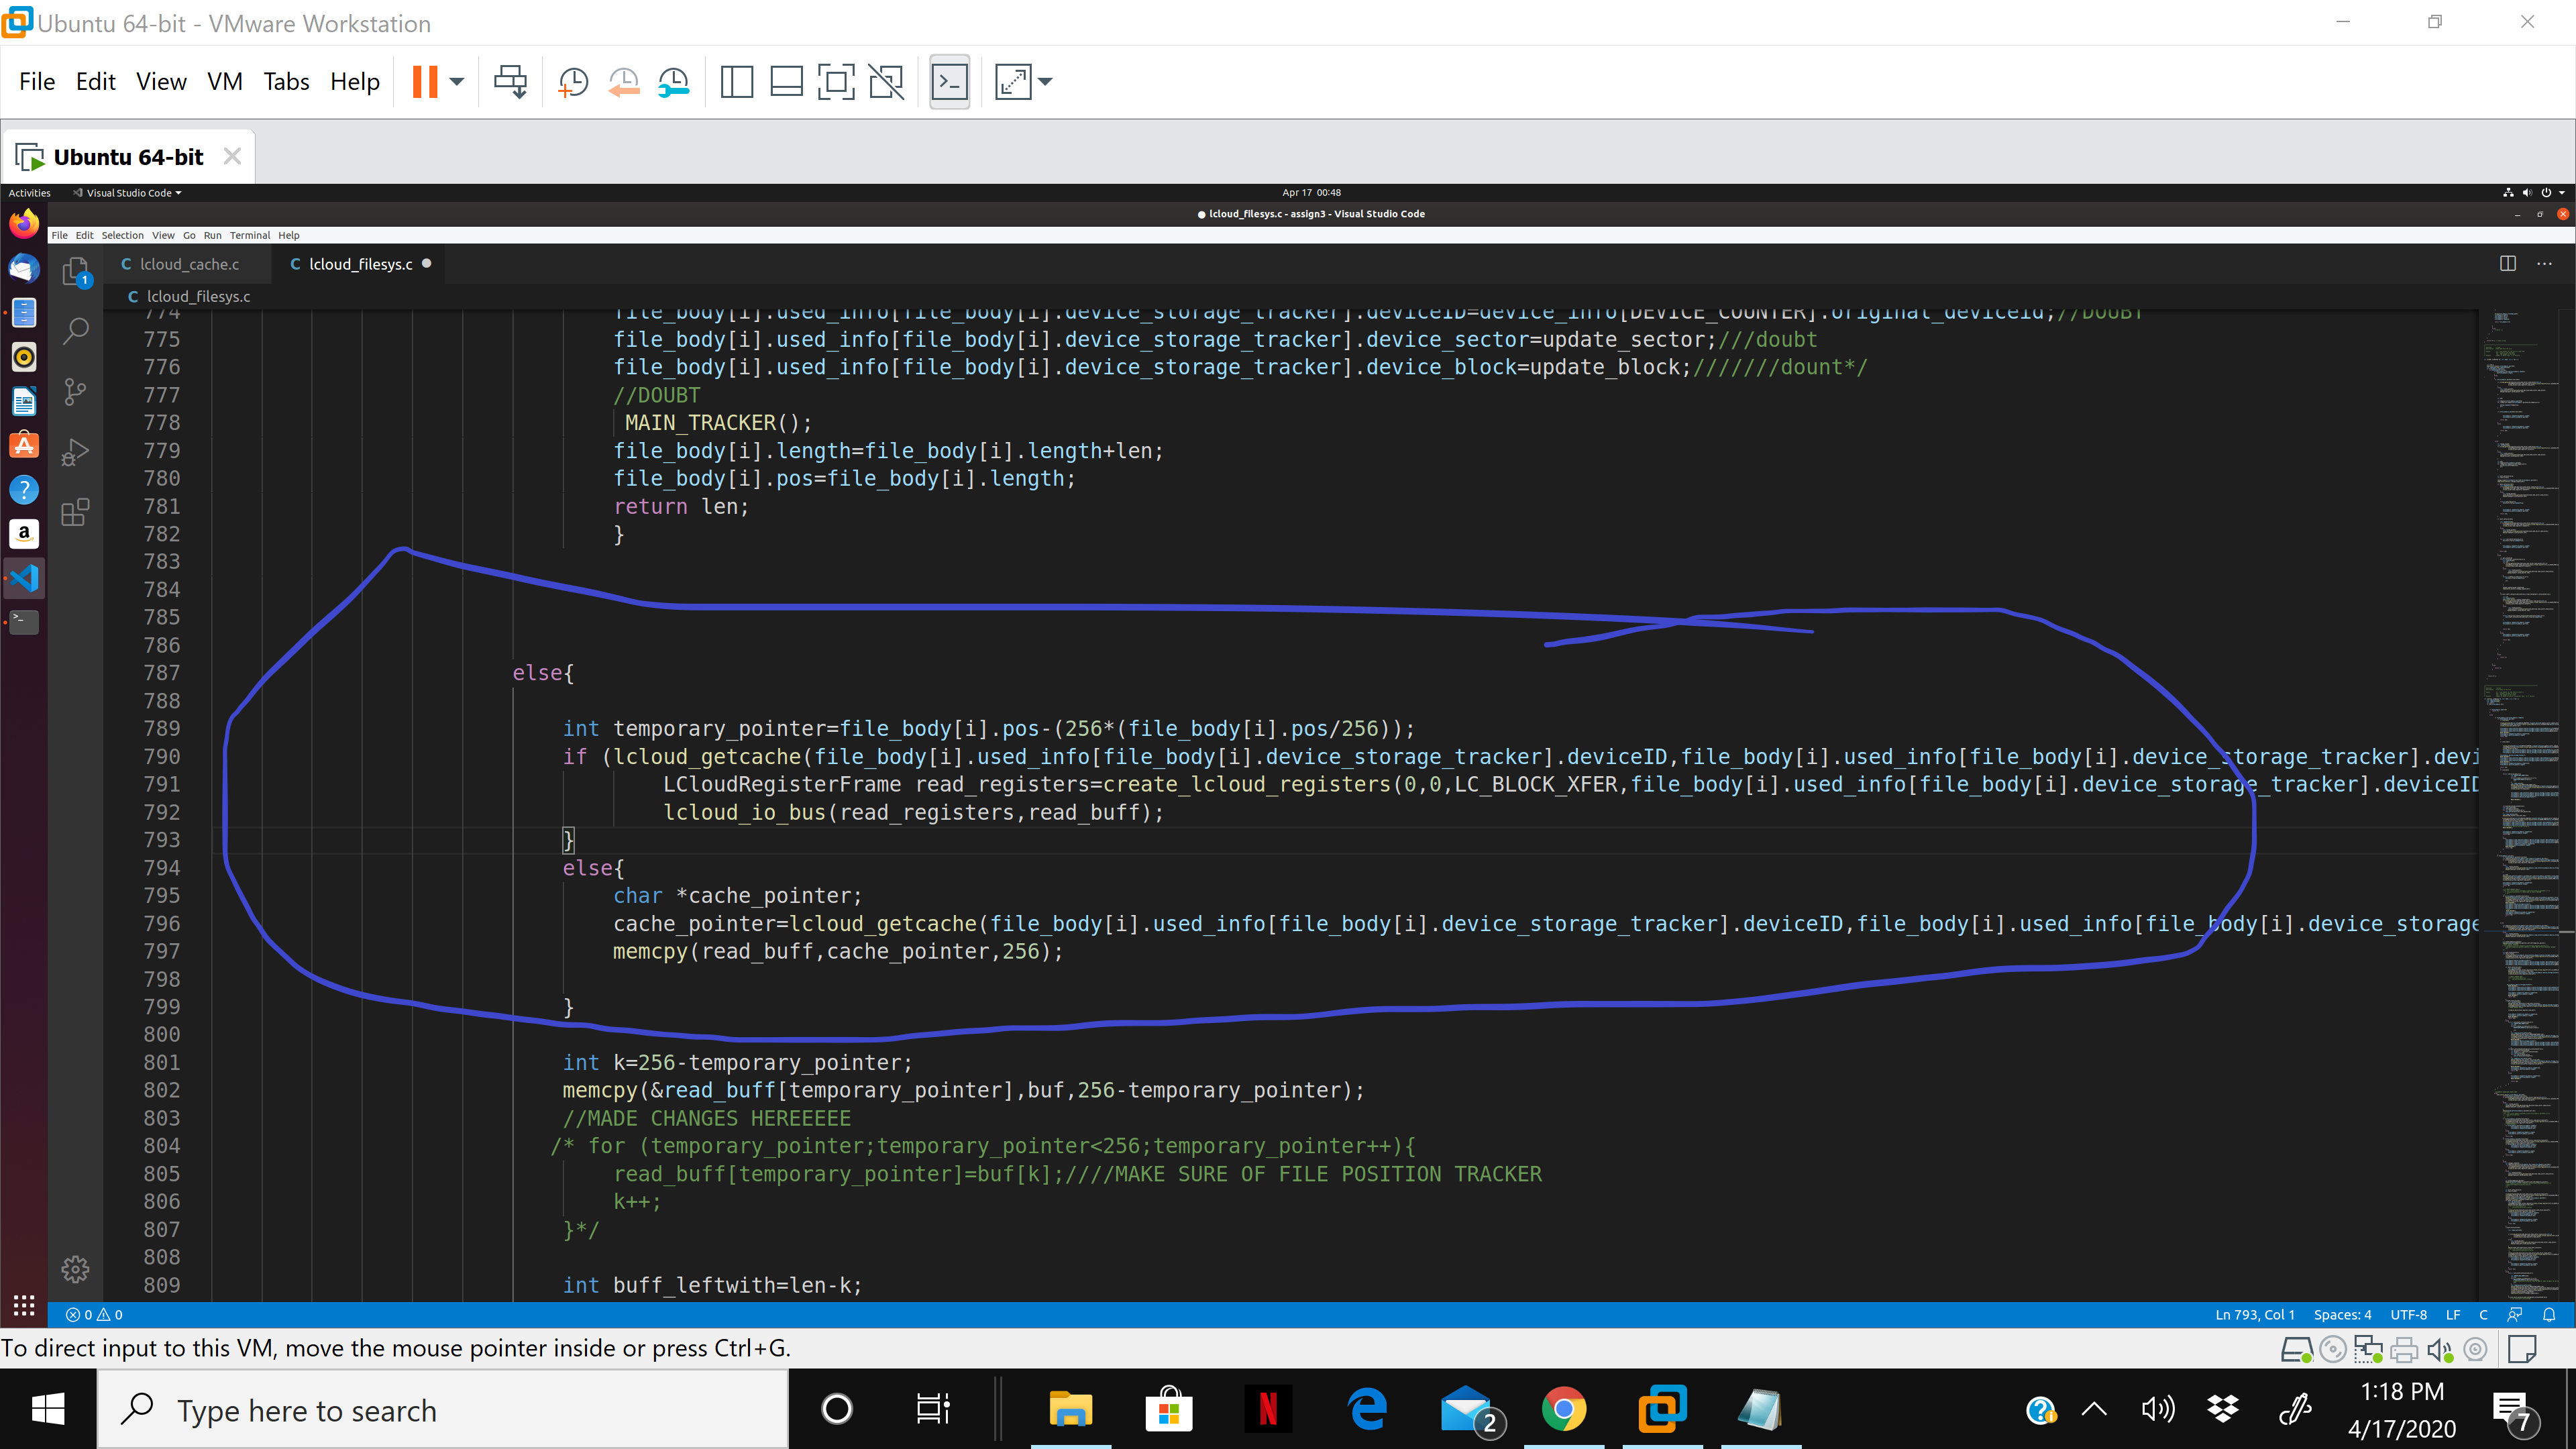 Ubuntu 64-bit - VMware Workstation
File Edit View VM Tabs Help
Ubuntu 64-bit
Activities Visual Studio Code Apr 17 00:48
● lcloud_filesys.c - assign3 - Visual Studio Code
File Edit Selection View Go Run Terminal Help
1
C lcloud_cache.c C lcloud_filesys.c ●
C lcloud_filesys.c
774 file_body[i].used_info[file_body[i].device_storage_tracker].deviceID=device_info[DEVICE_COUNTER].original_deviceid;//DOUBT
775 file_body[i].used_info[file_body[i].device_storage_tracker].device_sector=update_sector;///doubt
776 file_body[i].used_info[file_body[i].device_storage_tracker].device_block=update_block;///////dount*/
777 //DOUBT
778 MAIN_TRACKER();
779 file_body[i].length=file_body[i].length+len;
780 file_body[i].pos=file_body[i].length;
781 return len;
782 }
783
784
785
786
787 else{
788
789 int temporary_pointer=file_body[i].pos-(256*(file_body[i].pos/256));
790 if (lcloud_getcache(file_body[i].used_info[file_body[i].device_storage_tracker].deviceID,file_body[i].used_info[file_body[i].device_storage_tracker].devi
791 LCloudRegisterFrame read_registers=create_lcloud_registers(0,0,LC_BLOCK_XFER,file_body[i].used_info[file_body[i].device_storage_tracker].deviceID
792 lcloud_io_bus(read_registers,read_buff);
793 }
794 else{
795 char *cache_pointer;
796 cache_pointer=lcloud_getcache(file_body[i].used_info[file_body[i].device_storage_tracker].deviceID,file_body[i].used_info[file_body[i].device_storage
797 memcpy(read_buff,cache_pointer,256);
798
799 }
800
801 int k=256-temporary_pointer;
802 memcpy(&read_buff[temporary_pointer],buf,256-temporary_pointer);
803 //MADE CHANGES HEREEEEE
804 /* for (temporary_pointer;temporary_pointer<256;temporary_pointer++){
805 read_buff[temporary_pointer]=buf[k];////MAKE SURE OF FILE POSITION TRACKER
806 k++;
807 }*/
808
809 int buff_leftwith=len-k;
0 0 Ln 793, Col 1 Spaces: 4 UTF-8 LF C
To direct input to this VM, move the mouse pointer inside or press Ctrl+G.
Type here to search 2 1:18 PM
4/17/2020 7